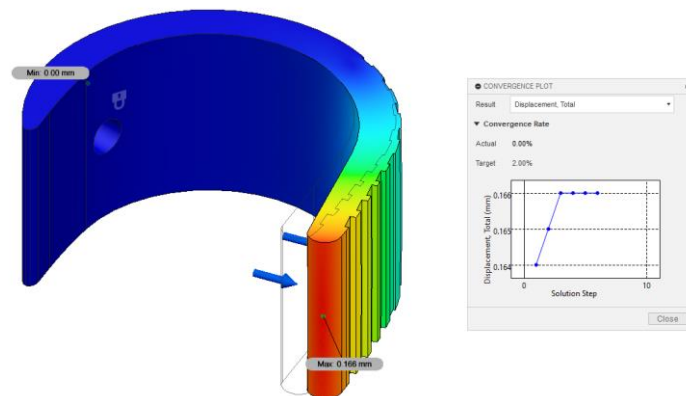 Min: 0.00 mm
Max: 0.166 mm
CONVERGENCE PLOT
Result Displacement, Total
Convergence Rate
Actual 0.00%
Target 2.00%
Displacement, Total (mm)
0.166
0.165
0.164
0 10
Solution Step
Close